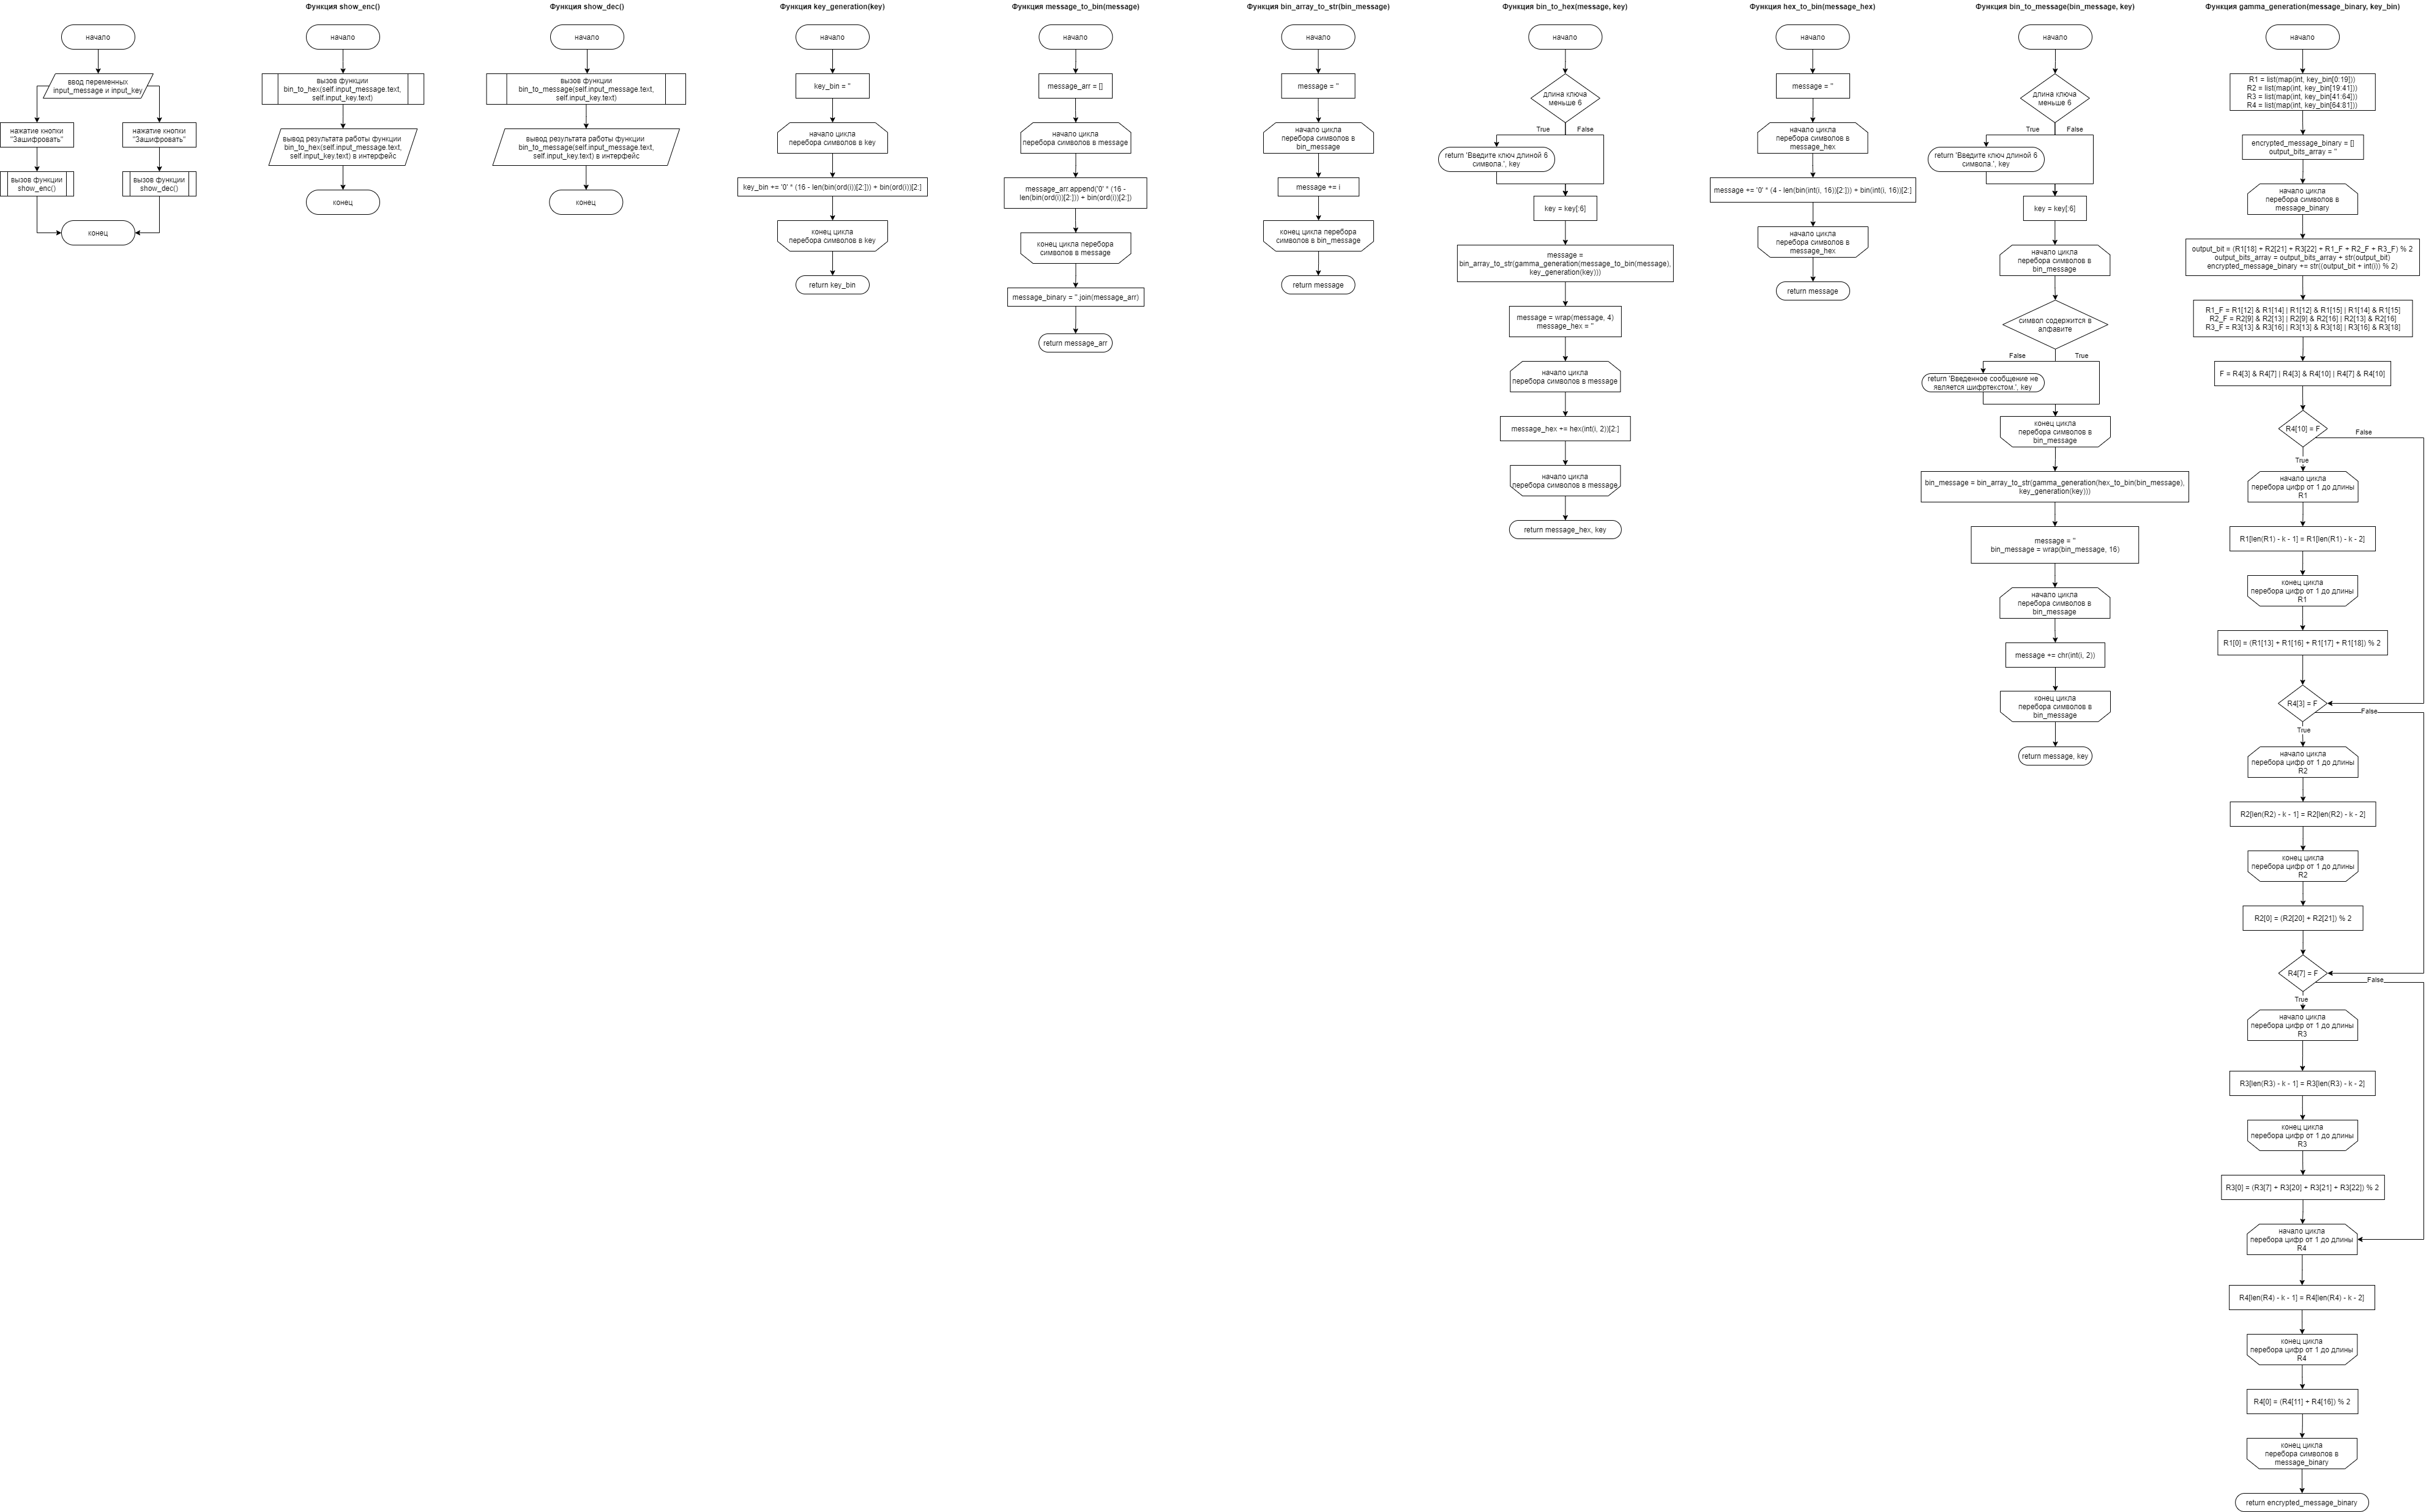 начало
ввод переменных
input_message и input_key
нажатие кнопки
"Зашифровать"
нажатие кнопки
"Зашифровать"
вызов функции
show_enc()
вызов функции
show_dec()
конец
Функция show_enc()
начало
вызов функции
bin_to_hex(self.input_message.text,
self.input_key.text)
вывод результата работы функции
bin_to_hex(self.input_message.text,
self.input_key.text) в интерфейс
конец
Функция show_dec()
начало
вызов функции
bin_to_message(self.input_message.text,
self.input_key.text)
вывод результата работы функции
bin_to_message(self.input_message.text,
self.input_key.text) в интерфейс
конец
Функция key_generation(key)
начало
key_bin = ''
начало цикла
перебора символов в key
key_bin += '0' * (16 - len(bin(ord(i))[2:])) + bin(ord(i))[2:]
конец цикла
перебора символов в key
return key_bin
Функция message_to_bin(message)
начало
message_arr = []
начало цикла
перебора символов в message
message_arr.append('0' * (16 -
len(bin(ord(i))[2:])) + bin(ord(i))[2:])
конец цикла перебора
символов в message
message_binary = ''.join(message_arr)
return message_arr
Функция bin_array_to_str(bin_message)
начало
message = ''
начало цикла
перебора символов в
bin_message
message += i
конец цикла перебора
символов в bin_message
return message
Функция bin_to_hex(message, key)
начало
длина ключа
меньше 6
True
False
return 'Введите ключ длиной 6
символа.', key
key = key[:6]
message =
bin_array_to_str(gamma_generation(message_to_bin(message),
key_generation(key)))
message = wrap(message, 4)
message_hex = ''
начало цикла
перебора символов в message
message_hex += hex(int(i, 2))[2:]
начало цикла
перебора символов в message
return message_hex, key
Функция hex_to_bin(message_hex)
начало
message = ''
начало цикла
перебора символов в
message_hex
message += '0' * (4 - len(bin(int(i, 16))[2:])) + bin(int(i, 16))[2:]
начало цикла
перебора символов в
message_hex
return message
Функция bin_to_message(bin_message, key)
начало
длина ключа
меньше 6
True
False
return 'Введите ключ длиной 6
символа.', key
key = key[:6]
начало цикла
перебора символов в
bin_message
символ содержится в
алфавите
False
True
return 'Введенное сообщение не
является шифртекстом.', key
конец цикла
перебора символов в
bin_message
bin_message = bin_array_to_str(gamma_generation(hex_to_bin(bin_message),
key_generation(key)))
message = ''
bin_message = wrap(bin_message, 16)
начало цикла
перебора символов в
bin_message
message += chr(int(i, 2))
конец цикла
перебора символов в
bin_message
return message, key
Функция gamma_generation(message_binary, key_bin)
начало
R1 = list(map(int, key_bin[0:19]))
R2 = list(map(int, key_bin[19:41]))
R3 = list(map(int, key_bin[41:64]))
R4 = list(map(int, key_bin[64:81]))
encrypted_message_binary = []
output_bits_array = ''
начало цикла
перебора символов в
message_binary
output_bit = (R1[18] + R2[21] + R3[22] + R1_F + R2_F + R3_F) % 2
output_bits_array = output_bits_array + str(output_bit)
encrypted_message_binary += str((output_bit + int(i)) % 2)
R1_F = R1[12] & R1[14] | R1[12] & R1[15] | R1[14] & R1[15]
R2_F = R2[9] & R2[13] | R2[9] & R2[16] | R2[13] & R2[16]
R3_F = R3[13] & R3[16] | R3[13] & R3[18] | R3[16] & R3[18]
F = R4[3] & R4[7] | R4[3] & R4[10] | R4[7] & R4[10]
R4[10] = F
False
True
начало цикла
перебора цифр от 1 до длины
R1
R1[len(R1) - k - 1] = R1[len(R1) - k - 2]
конец цикла
перебора цифр от 1 до длины
R1
R1[0] = (R1[13] + R1[16] + R1[17] + R1[18]) % 2
R4[3] = F
False
True
начало цикла
перебора цифр от 1 до длины
R2
R2[len(R2) - k - 1] = R2[len(R2) - k - 2]
конец цикла
перебора цифр от 1 до длины
R2
R2[0] = (R2[20] + R2[21]) % 2
R4[7] = F
False
True
начало цикла
перебора цифр от 1 до длины
R3
R3[len(R3) - k - 1] = R3[len(R3) - k - 2]
конец цикла
перебора цифр от 1 до длины
R3
R3[0] = (R3[7] + R3[20] + R3[21] + R3[22]) % 2
начало цикла
перебора цифр от 1 до длины
R4
R4[len(R4) - k - 1] = R4[len(R4) - k - 2]
конец цикла
перебора цифр от 1 до длины
R4
R4[0] = (R4[11] + R4[16]) % 2
конец цикла
перебора символов в
message_binary
return encrypted_message_binary